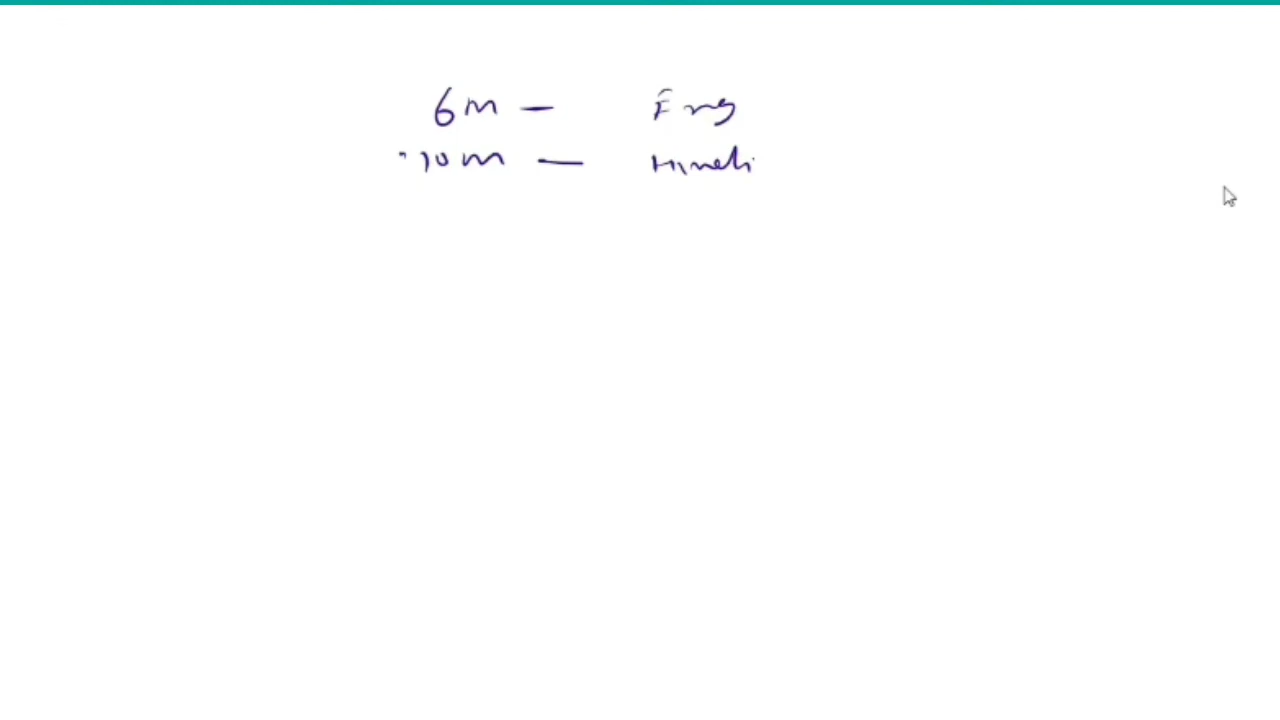 6m — Eng
10m — Hindi